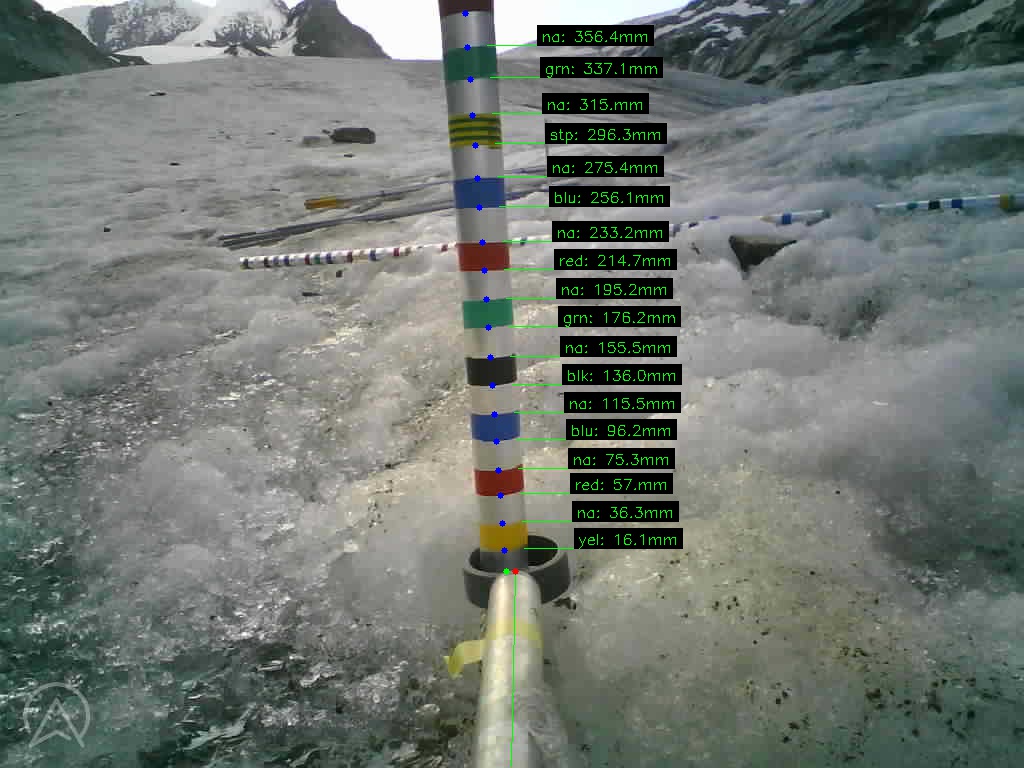 na: 356.4mm
grn: 337.1mm
na: 315.mm
stp: 296.3mm
na: 275.4mm
blu: 256.1mm
na: 233.2mm
red: 214.7mm
na: 195.2mm
grn: 176.2mm
na: 155.5mm
blk: 136.0mm
na: 115.5mm
blu: 96.2mm
na: 75.3mm
red: 57.mm
na: 36.3mm
yel: 16.1mm